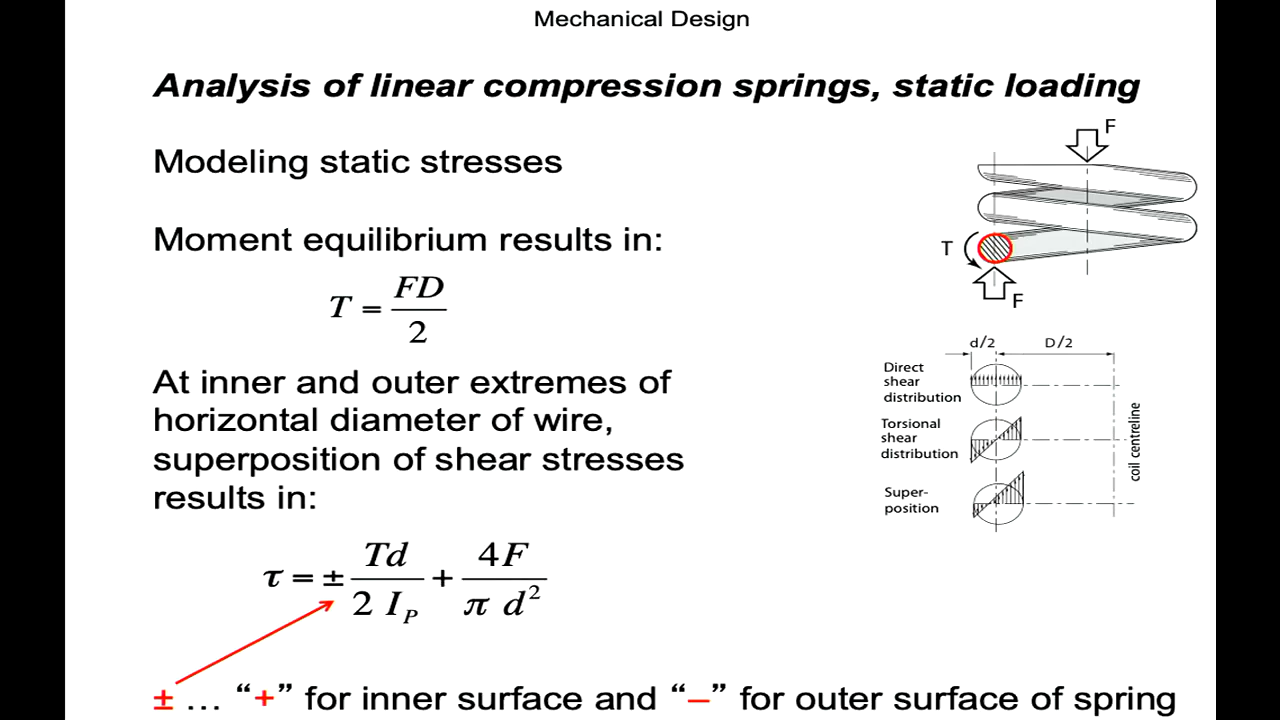 Mechanical Design
Analysis of linear compression springs, static loading
Modeling static stresses
Moment equilibrium results in:
T = FD / 2
At inner and outer extremes of
horizontal diameter of wire,
superposition of shear stresses
results in:
τ = ± Td / 2 I_P + 4F / π d²
± … “+” for inner surface and “–” for outer surface of spring
F
T
F
d/2 D/2
Direct
shear
distribution
Torsional
shear
distribution
Super-
position
coil centreline